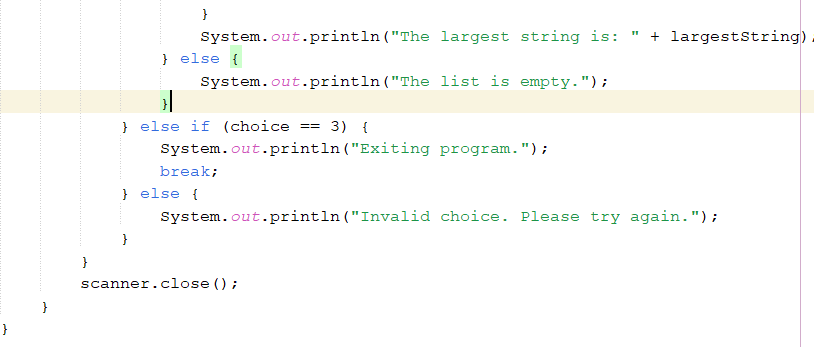 }
System.out.println("The largest string is: " + largestString)
} else {
System.out.println("The list is empty.");
}
} else if (choice == 3) {
System.out.println("Exiting program.");
break;
} else {
System.out.println("Invalid choice. Please try again.");
}
}
scanner.close();
}
}